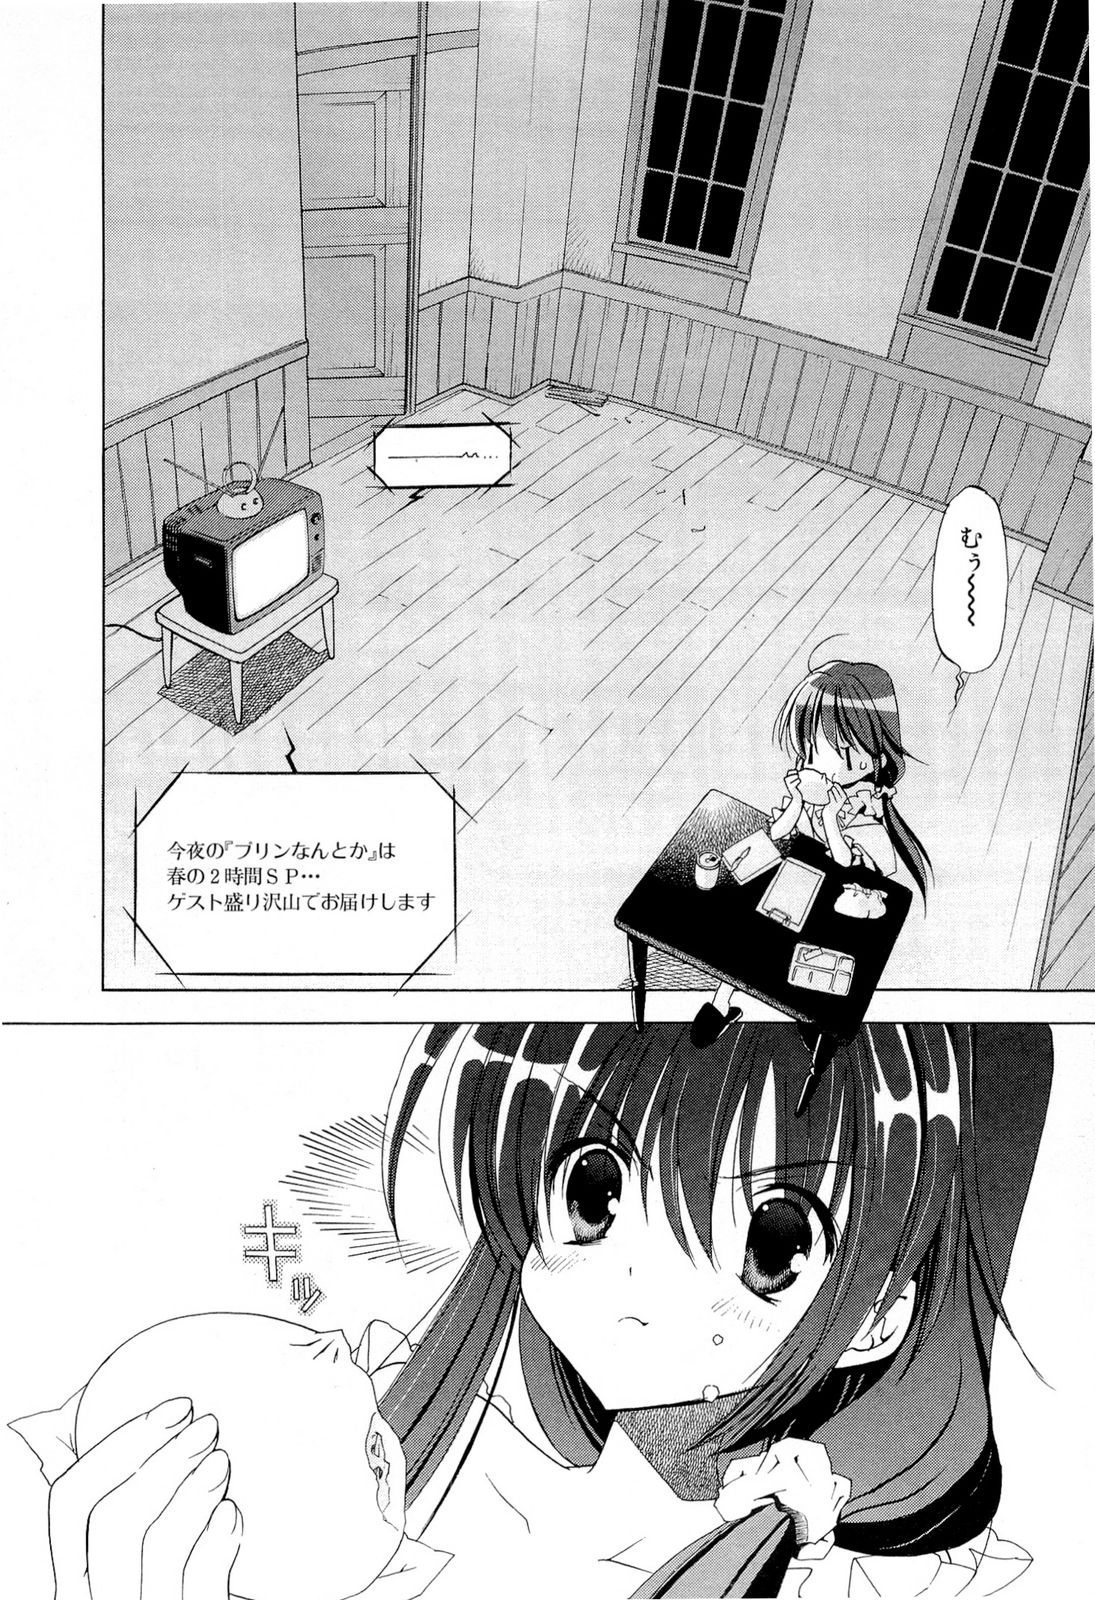 むぅ〜〜〜
――――…
今夜の『プリンなんとか』は
春の２時間ＳＰ…
ゲスト盛り沢山でお届けします
キッ